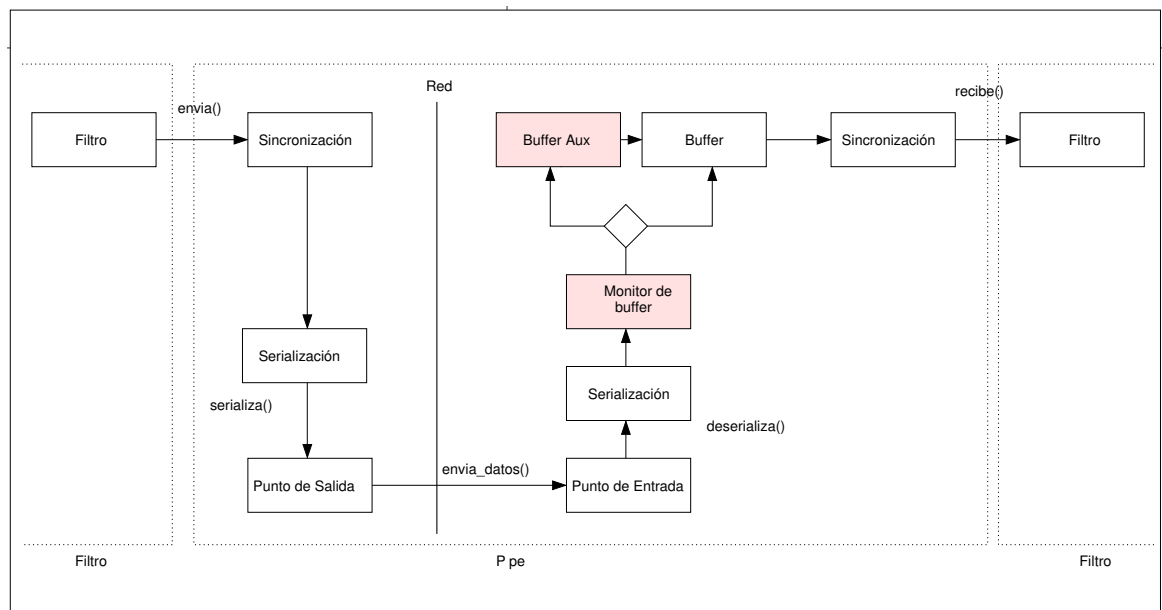 Red
envia()
recibe()
Filtro
Sincronización
Buffer Aux
Buffer
Sincronización
Filtro
Monitor de
buffer
Serialización
Serialización
serializa()
deserializa()
envia_datos()
Punto de Salida
Punto de Entrada
Filtro
P pe
Filtro